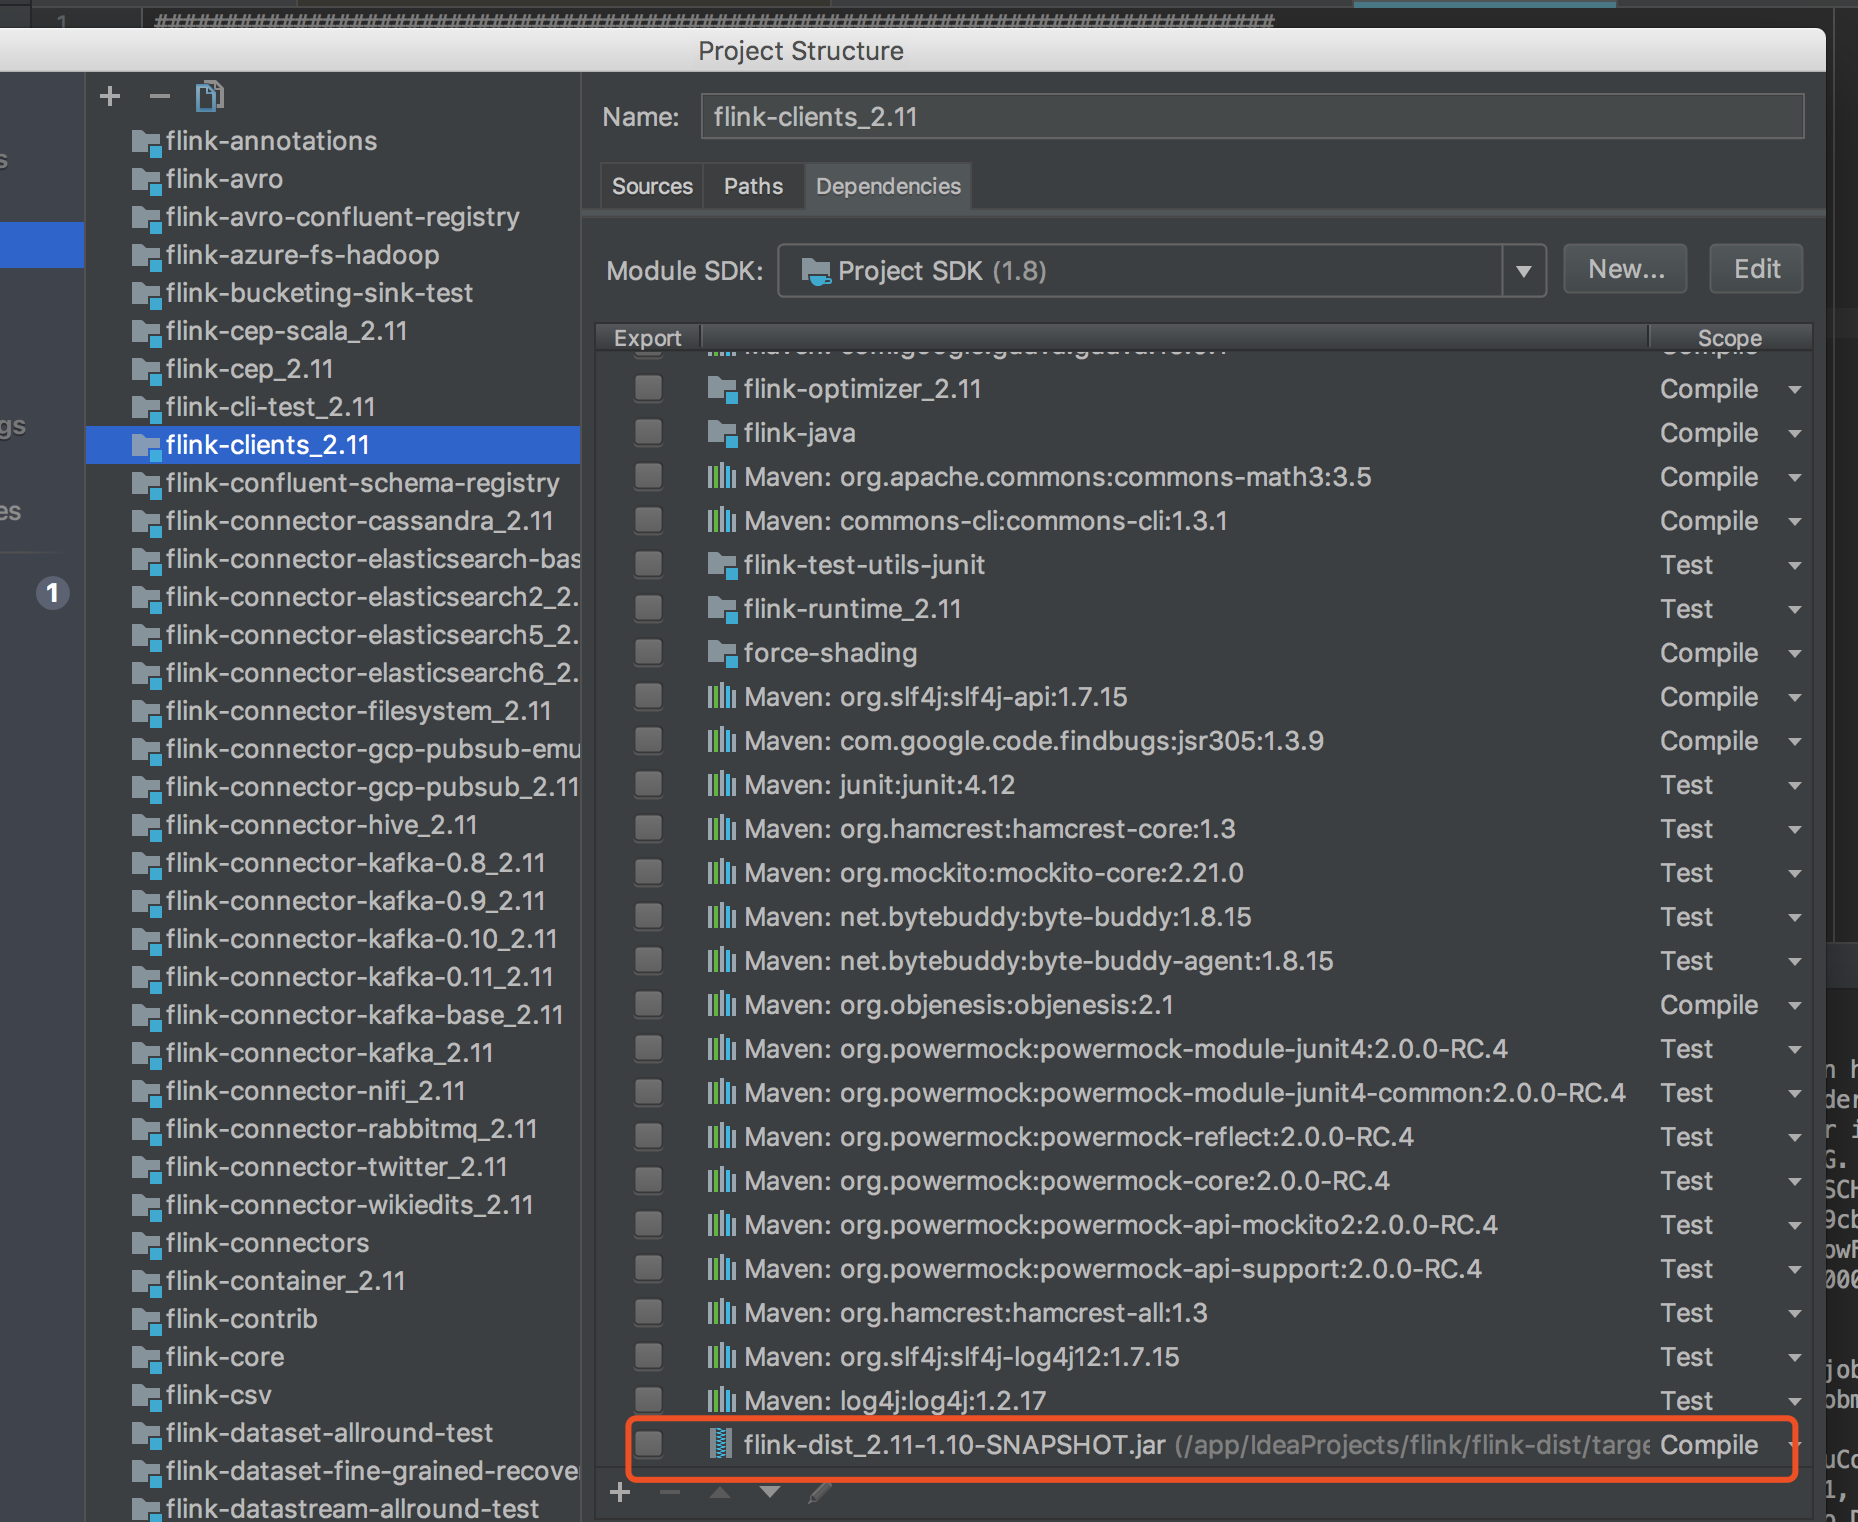 1
Project Structure
s
gs
es
1
flink-annotations
flink-avro
flink-avro-confluent-registry
flink-azure-fs-hadoop
flink-bucketing-sink-test
flink-cep-scala_2.11
flink-cep_2.11
flink-cli-test_2.11
flink-clients_2.11
flink-confluent-schema-registry
flink-connector-cassandra_2.11
flink-connector-elasticsearch-bas
flink-connector-elasticsearch2_2.
flink-connector-elasticsearch5_2.
flink-connector-elasticsearch6_2.
flink-connector-filesystem_2.11
flink-connector-gcp-pubsub-emu
flink-connector-gcp-pubsub_2.11
flink-connector-hive_2.11
flink-connector-kafka-0.8_2.11
flink-connector-kafka-0.9_2.11
flink-connector-kafka-0.10_2.11
flink-connector-kafka-0.11_2.11
flink-connector-kafka-base_2.11
flink-connector-kafka_2.11
flink-connector-nifi_2.11
flink-connector-rabbitmq_2.11
flink-connector-twitter_2.11
flink-connector-wikiedits_2.11
flink-connectors
flink-container_2.11
flink-contrib
flink-core
flink-csv
flink-dataset-allround-test
flink-dataset-fine-grained-recove
flink-datastream-allround-test
Name: flink-clients_2.11
Sources Paths Dependencies
Module SDK: Project SDK (1.8) New... Edit
Export Scope
flink-optimizer_2.11 Compile
flink-java Compile
Maven: org.apache.commons:commons-math3:3.5 Compile
Maven: commons-cli:commons-cli:1.3.1 Compile
flink-test-utils-junit Test
flink-runtime_2.11 Test
force-shading Compile
Maven: org.slf4j:slf4j-api:1.7.15 Compile
Maven: com.google.code.findbugs:jsr305:1.3.9 Compile
Maven: junit:junit:4.12 Test
Maven: org.hamcrest:hamcrest-core:1.3 Test
Maven: org.mockito:mockito-core:2.21.0 Test
Maven: net.bytebuddy:byte-buddy:1.8.15 Test
Maven: net.bytebuddy:byte-buddy-agent:1.8.15 Test
Maven: org.objenesis:objenesis:2.1 Compile
Maven: org.powermock:powermock-module-junit4:2.0.0-RC.4 Test
Maven: org.powermock:powermock-module-junit4-common:2.0.0-RC.4 Test
Maven: org.powermock:powermock-reflect:2.0.0-RC.4 Test
Maven: org.powermock:powermock-core:2.0.0-RC.4 Test
Maven: org.powermock:powermock-api-mockito2:2.0.0-RC.4 Test
Maven: org.powermock:powermock-api-support:2.0.0-RC.4 Test
Maven: org.hamcrest:hamcrest-all:1.3 Test
Maven: org.slf4j:slf4j-log4j12:1.7.15 Test
Maven: log4j:log4j:1.2.17 Test
flink-dist_2.11-1.10-SNAPSHOT.jar (/app/IdeaProjects/flink/flink-dist/targe Compile